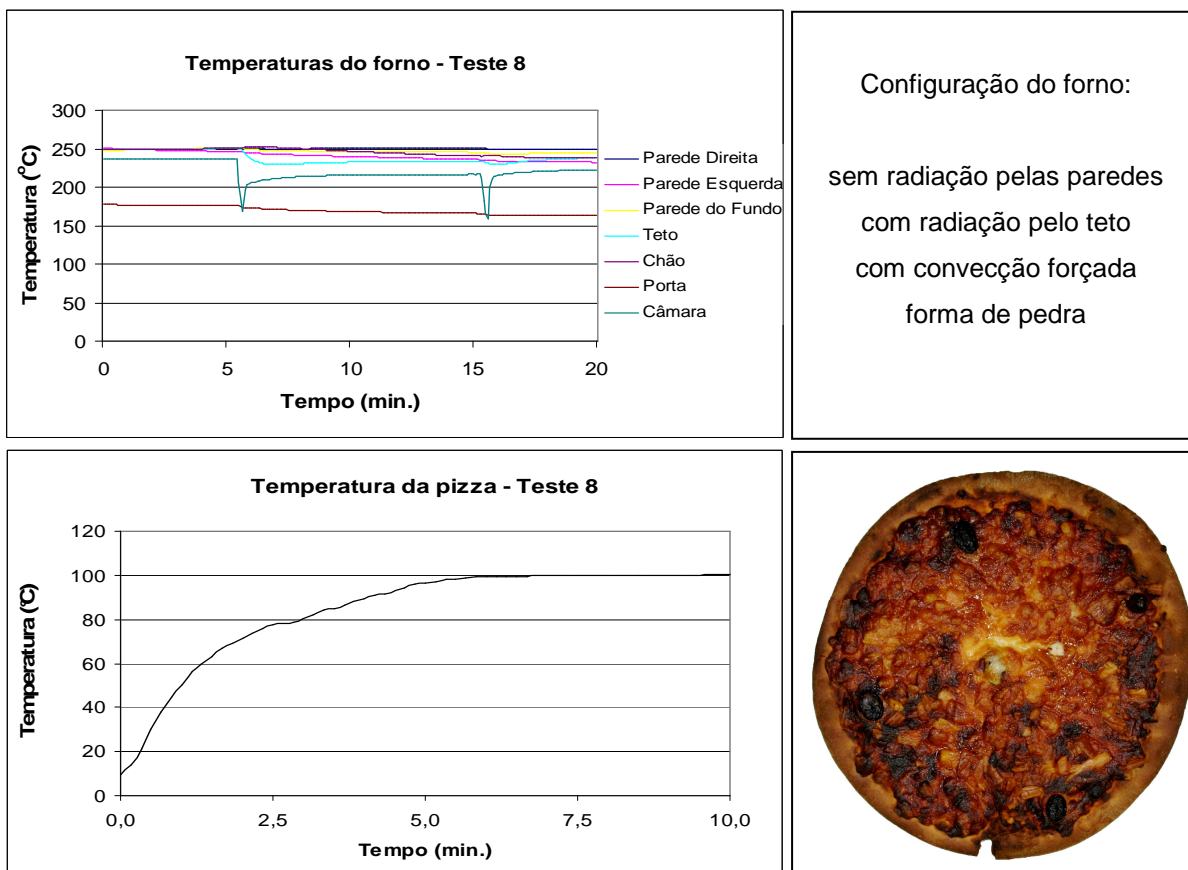 Temperaturas do forno - Teste 8
300
250
200
150
100
50
0
Temperatura (°C)
0 5 10 15 20
Tempo (min.)
Parede Direita
Parede Esquerda
Parede do Fundo
Teto
Chão
Porta
Câmara
Configuração do forno:
sem radiação pelas paredes
com radiação pelo teto
com convecção forçada
forma de pedra
Temperatura da pizza - Teste 8
120
100
80
60
40
20
0
Temperatura (°C)
0,0 2,5 5,0 7,5 10,0
Tempo (min.)